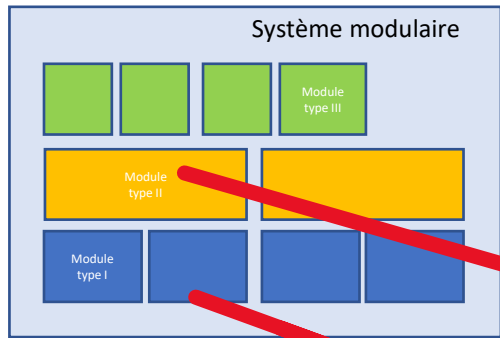 Système modulaire
Module
type III
Module
type II
Module
type I